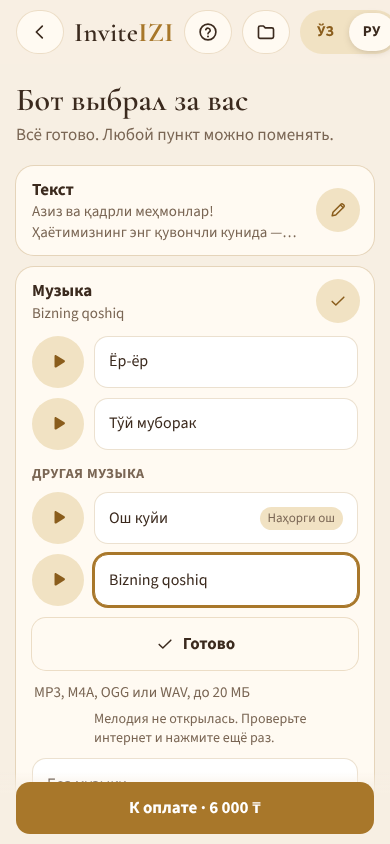 InviteIZI
ЎЗ
РУ
Бот выбрал за вас
Всё готово. Любой пункт можно поменять.
Текст
Азиз ва қадрли меҳмонлар!
Ҳаётимизнинг энг қувончли кунида —…
Музыка
Bizning qoshiq
Ёр-ёр
Тўй муборак
ДРУГАЯ МУЗЫКА
Ош куйи
Наҳорги ош
Bizning qoshiq
Готово
MP3, M4A, OGG или WAV, до 20 МБ
Мелодия не открылась. Проверьте
интернет и нажмите ещё раз.
К оплате · 6 000 ₸